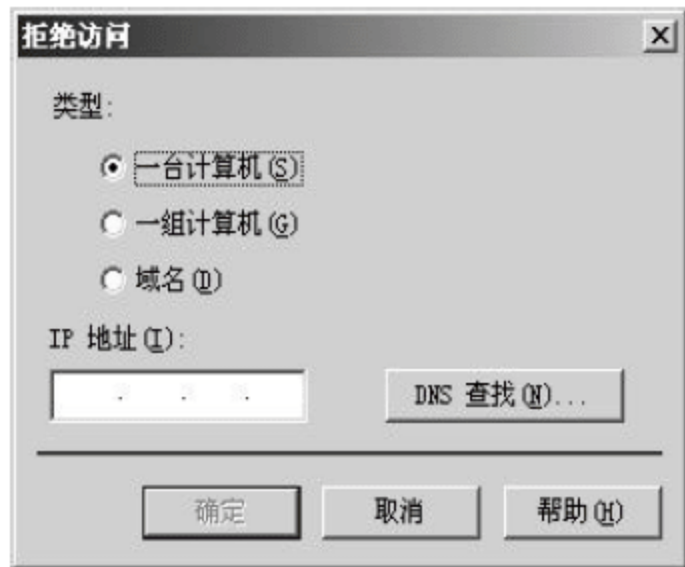 拒绝访问
类型:
一台计算机(S)
一组计算机(G)
域名(D)
IP 地址(I):
DNS 查找(N)...
确定
取消
帮助(H)